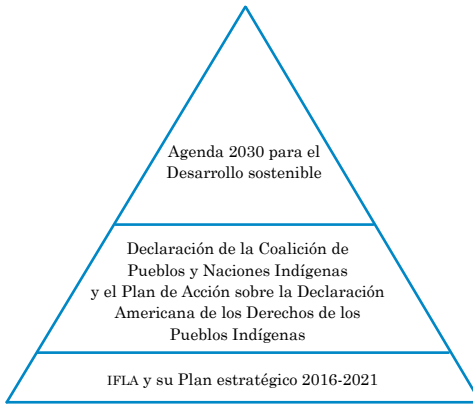 Agenda 2030 para el
Desarrollo sostenible
Declaración de la Coalición de
Pueblos y Naciones Indígenas
y el Plan de Acción sobre la Declaración
Americana de los Derechos de los
Pueblos Indígenas
IFLA y su Plan estratégico 2016-2021